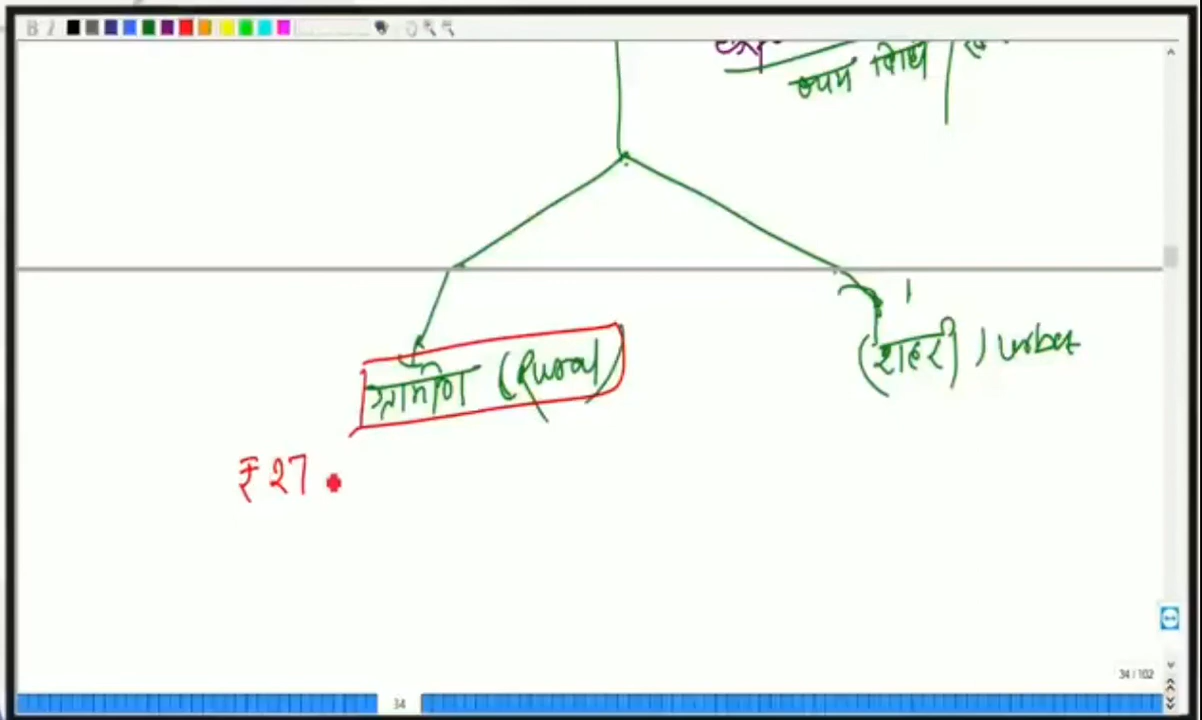 व्यय विधि
ग्रामीण (Rural)
(शहर) Urban
₹27
34 / 102
34